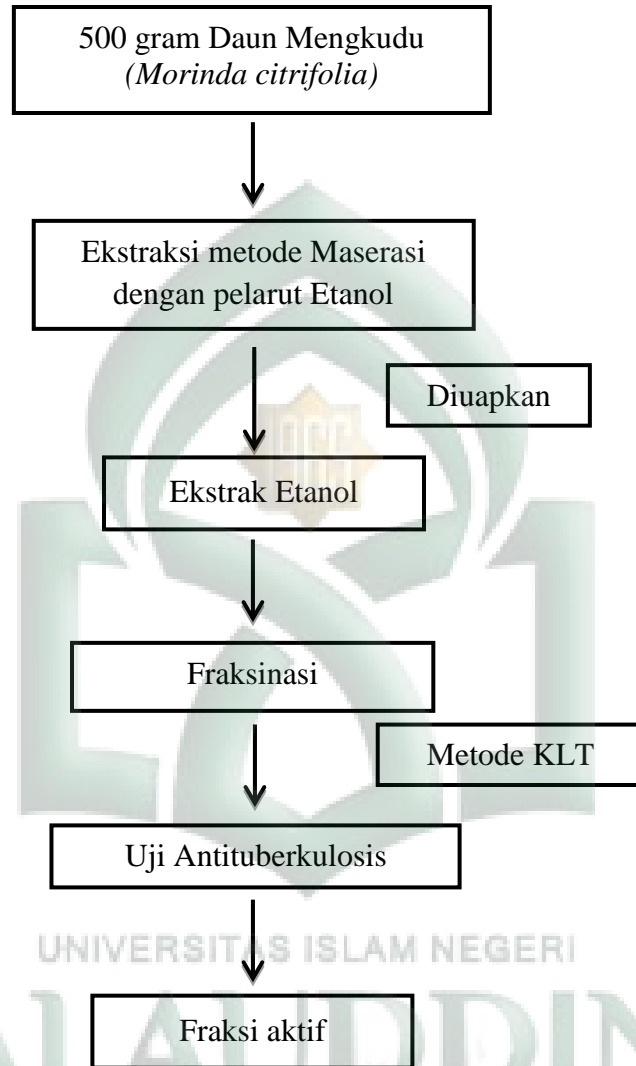 500 gram Daun Mengkudu
(Morinda citrifolia)
Ekstraksi metode Maserasi
dengan pelarut Etanol
Diuapkan
Ekstrak Etanol
Fraksinasi
Metode KLT
Uji Antituberkulosis
UNIVERSITAS ISLAM NEGERI
ALAUDDIN
Fraksi aktif